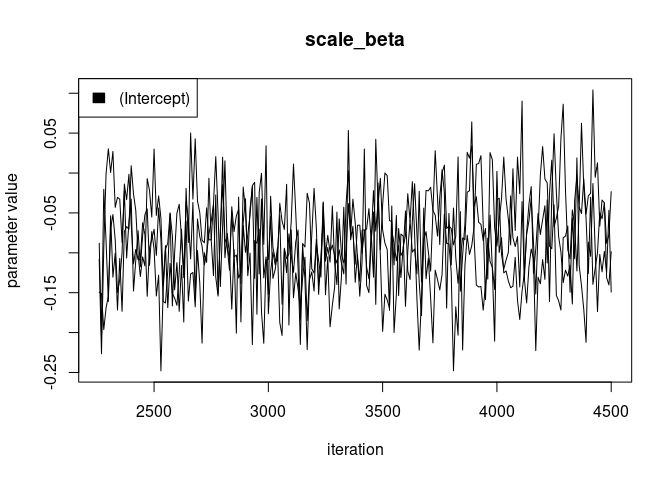 scale_beta
(Intercept)
parameter value
0.05
-0.05
-0.15
-0.25
2500 3000 3500 4000 4500
iteration